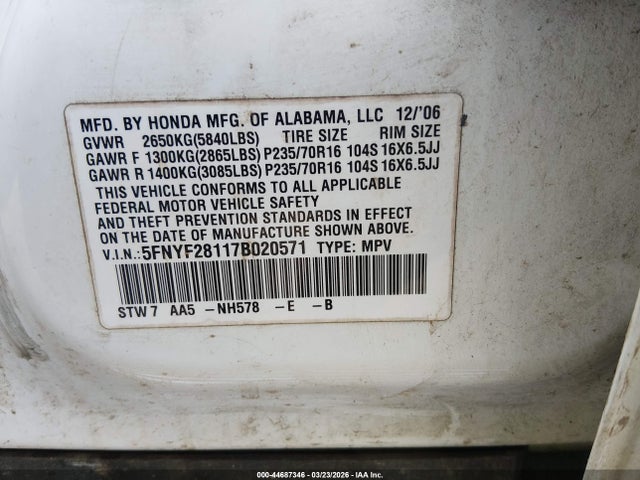 MFD. BY HONDA MFG. OF ALABAMA, LLC 12/'06
GVWR 2650KG(5840LBS) TIRE SIZE RIM SIZE
GAWR F 1300KG(2865LBS) P235/70R16 104S 16X6.5JJ
GAWR R 1400KG(3085LBS) P235/70R16 104S 16X6.5JJ
THIS VEHICLE CONFORMS TO ALL APPLICABLE
FEDERAL MOTOR VEHICLE SAFETY
AND THEFT PREVENTION STANDARDS IN EFFECT
ON THE DATE OF MANUFACTURE SHOWN ABOVE.
V.I.N.: 5FNYF28117B020571 TYPE: MPV
STW7 AA5 -NH578 -E -B
000-44687346 | 03/23/2026 | IAA Inc.